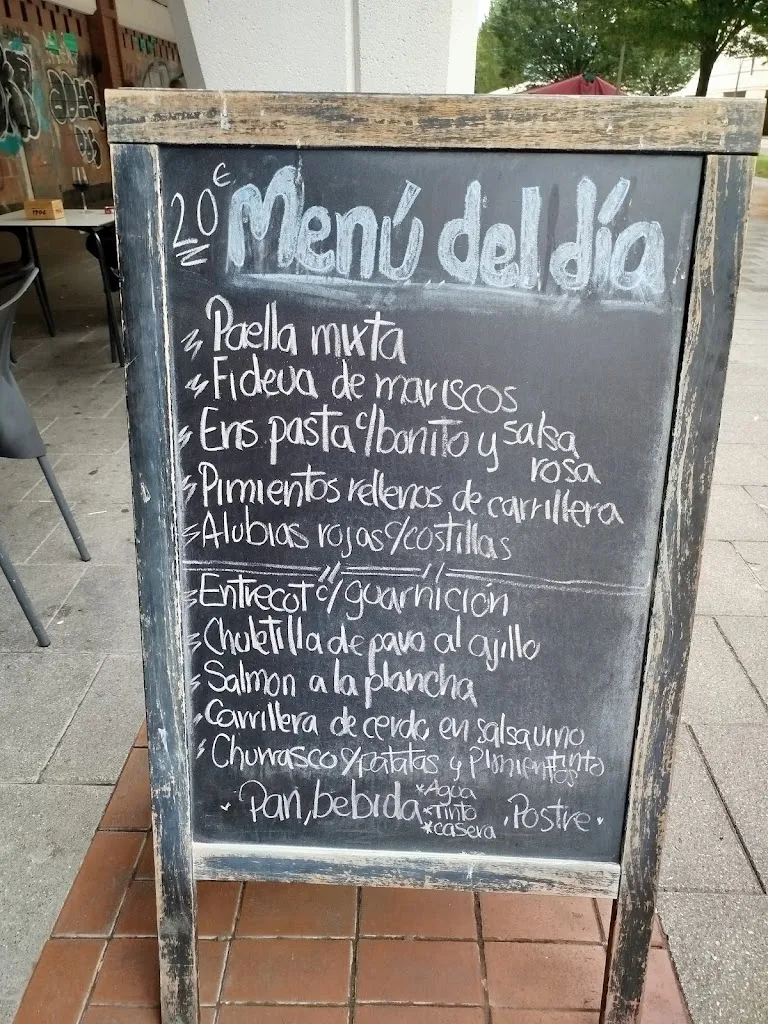 20€ Menú del día
Paella mixta
Fideua de mariscos
Ens pasta c/bonito y salsa
rosa
Pimientos rellenos de carrillera
Alubias rojas c/costillas
Entrecot c/ guarnición
Chuletilla de pavo al ajillo
Salmon a la plancha
Carrillera de cerdo en salsa vino
tinto
Churrasco c/patatas y Pimientos
Pan, bebida *Agua
*Tinto
*casera
, Postre.
1906